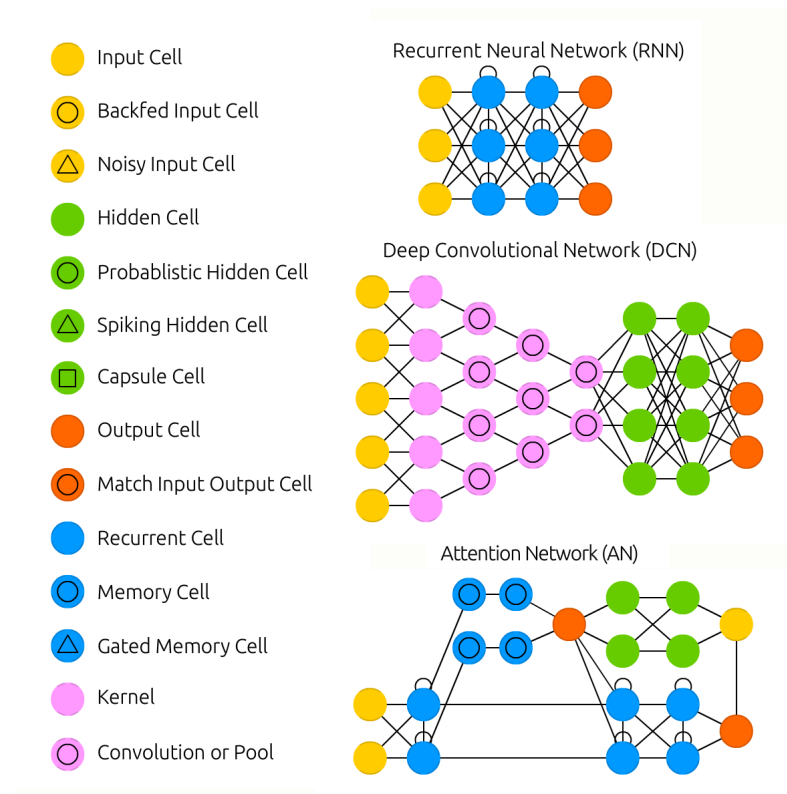 Input Cell
Backfed Input Cell
Noisy Input Cell
Hidden Cell
Probablistic Hidden Cell
Spiking Hidden Cell
Capsule Cell
Output Cell
Match Input Output Cell
Recurrent Cell
Memory Cell
Gated Memory Cell
Kernel
Convolution or Pool
Recurrent Neural Network (RNN)
Deep Convolutional Network (DCN)
Attention Network (AN)